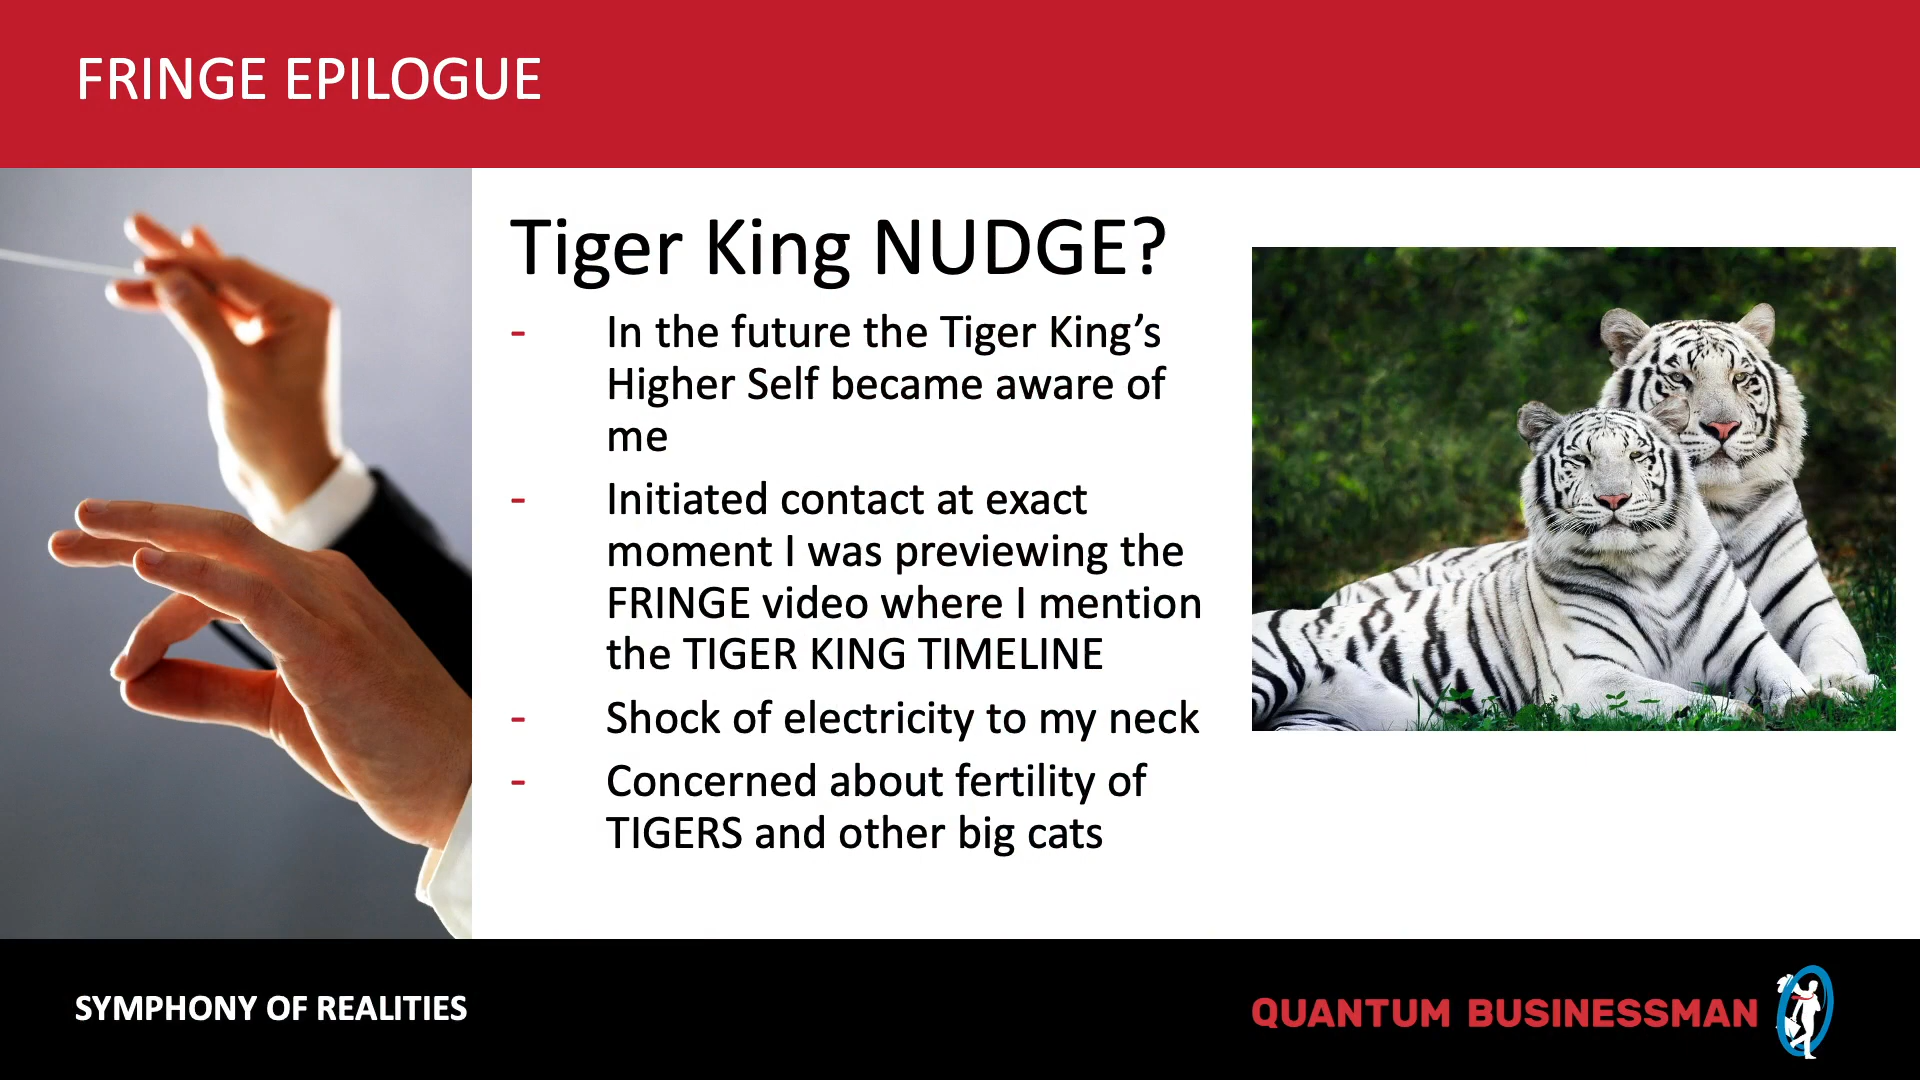 FRINGE EPILOGUE
Tiger King NUDGE?
- In the future the Tiger King’s
Higher Self became aware of
me
- Initiated contact at exact
moment I was previewing the
FRINGE video where I mention
the TIGER KING TIMELINE
- Shock of electricity to my neck
- Concerned about fertility of
TIGERS and other big cats
SYMPHONY OF REALITIES
QUANTUM BUSINESSMAN